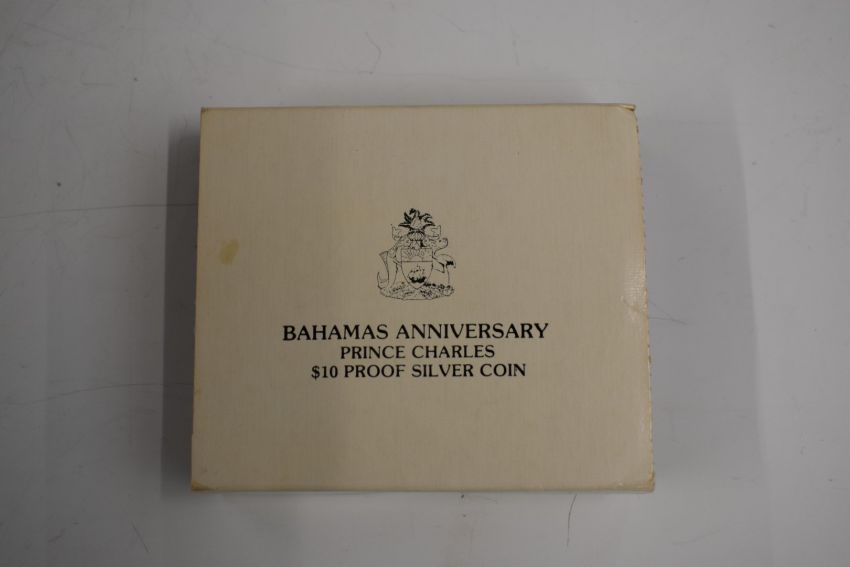 BAHAMAS ANNIVERSARY
PRINCE CHARLES
$10 PROOF SILVER COIN